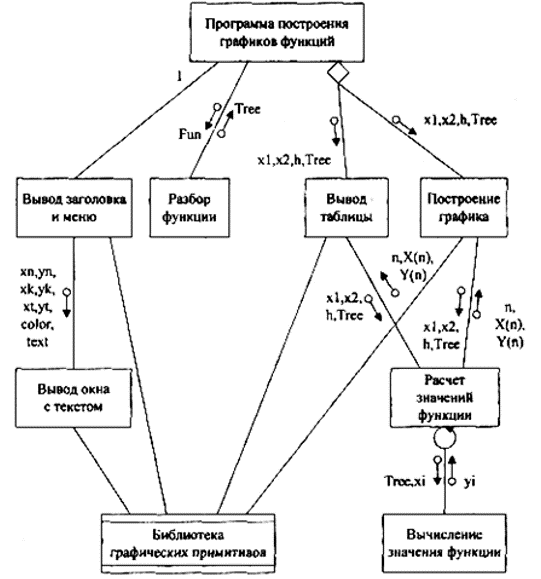 Программа построения
графиков функций
1
Fun
Tree
x1,x2,h,Tree
x1,x2,h,Tree
Вывод заголовка
и меню
Разбор
функции
Вывод
таблицы
Построение
графика
xn,yn,
xk,yk,
xt,yt,
color,
text
n,X(n),
Y(n)
x1,x2,
h,Tree
x1,x2,
h,Tree
n,
X(n),
Y(n)
Вывод окна
с текстом
Расчет
значений
функции
Tree,xi
yi
Библиотека
графических примитивов
Вычисление
значения функции